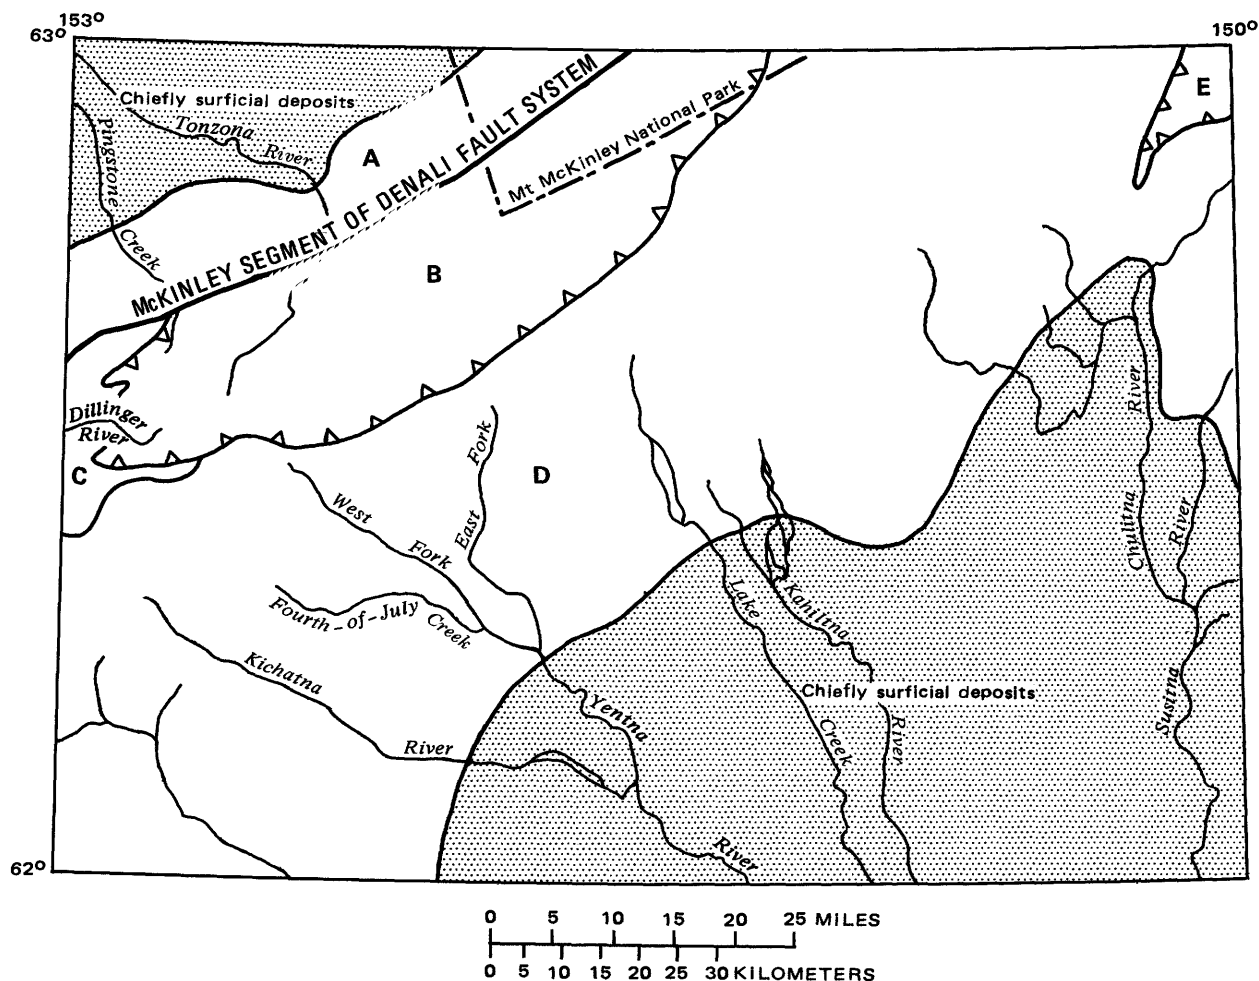 153°
63°
150°
E
Chiefly surficial deposits
Tonzona
River
Pingstone
Creek
A
McKINLEY SEGMENT OF DENALI FAULT SYSTEM
Mt McKinley National Park
B
Dillinger
River
C
D
East Fork
West Fork
Fourth-of-July Creek
Kichatna
River
Yentna
River
Lake
Creek
Kahilitna
River
Chiefly surficial deposits
River
Chulitna
River
Susitna
62°
0 5 10 15 20 25 MILES
0 5 10 15 20 25 30 KILOMETERS